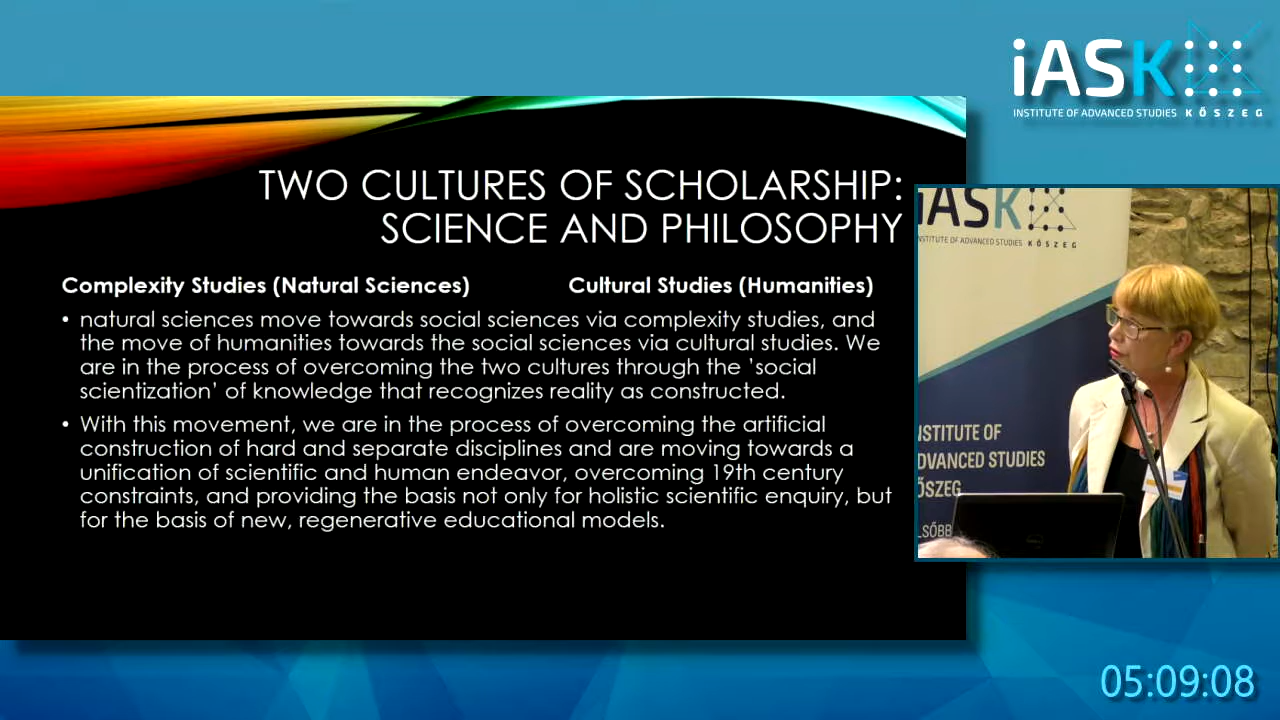 iASK
INSTITUTE OF ADVANCED STUDIES KŐSZEG
TWO CULTURES OF SCHOLARSHIP:
SCIENCE AND PHILOSOPHY
Complexity Studies (Natural Sciences) Cultural Studies (Humanities)
• natural sciences move towards social sciences via complexity studies, and
the move of humanities towards the social sciences via cultural studies. We
are in the process of overcoming the two cultures through the 'social
scientization' of knowledge that recognizes reality as constructed.
• With this movement, we are in the process of overcoming the artificial
construction of hard and separate disciplines and are moving towards a
unification of scientific and human endeavor, overcoming 19th century
constraints, and providing the basis not only for holistic scientific enquiry, but
for the basis of new, regenerative educational models.
iASK
NSTITUTE OF ADVANCED STUDIES KŐSZEG
NSTITUTE OF
DVANCED STUDIES
ŐSZEG
LSŐBB
DELL
05:09:08